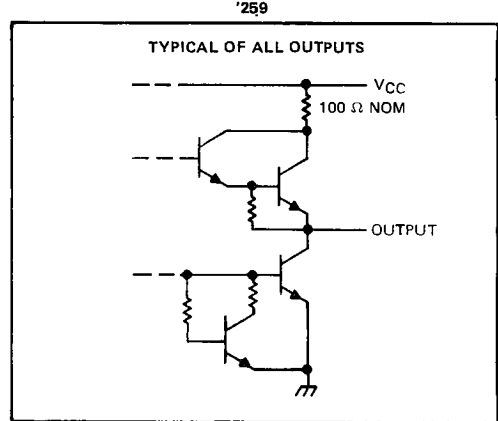 '259
TYPICAL OF ALL OUTPUTS
VCC
100 Ω NOM
OUTPUT